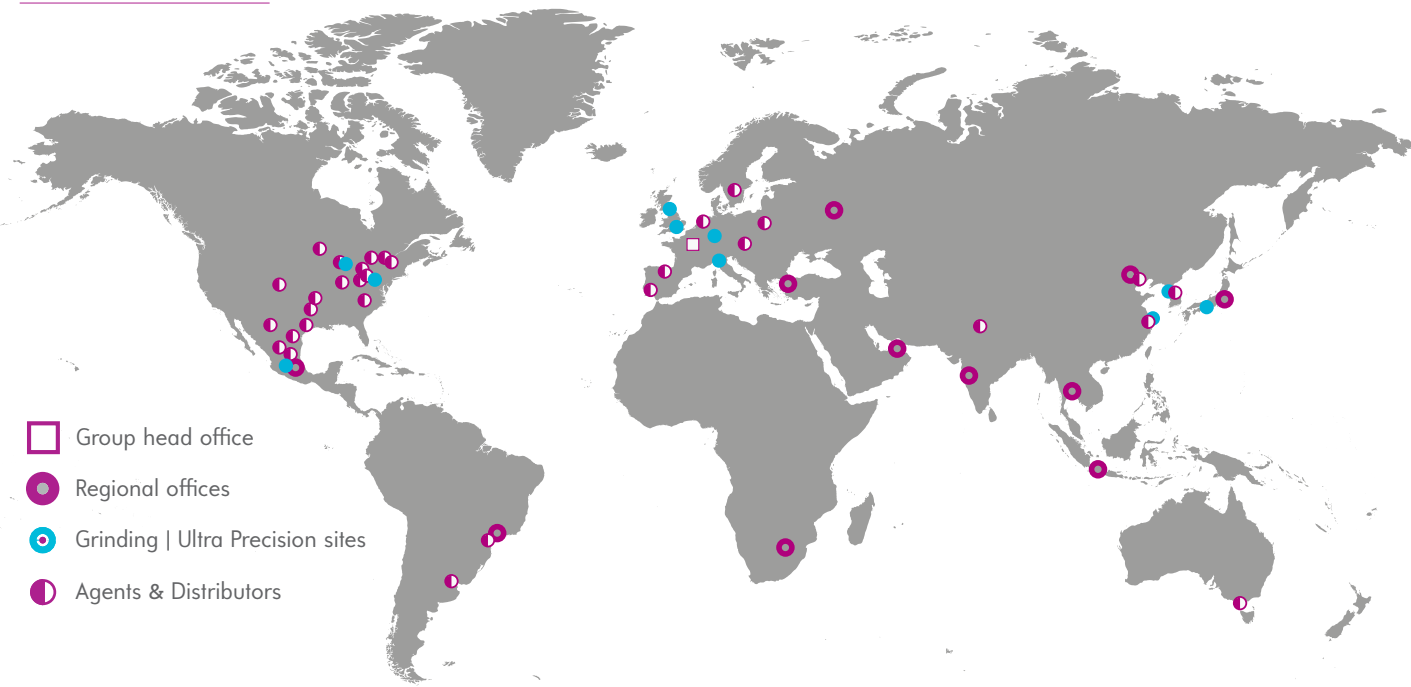 Group head office
Regional offices
Grinding | Ultra Precision sites
Agents & Distributors